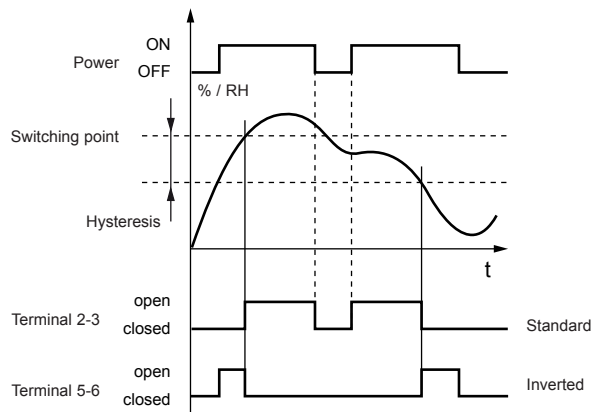 ON
Power
OFF
% / RH
Switching point
Hysteresis
t
open
Terminal 2-3
closed
Standard
open
Terminal 5-6
closed
Inverted